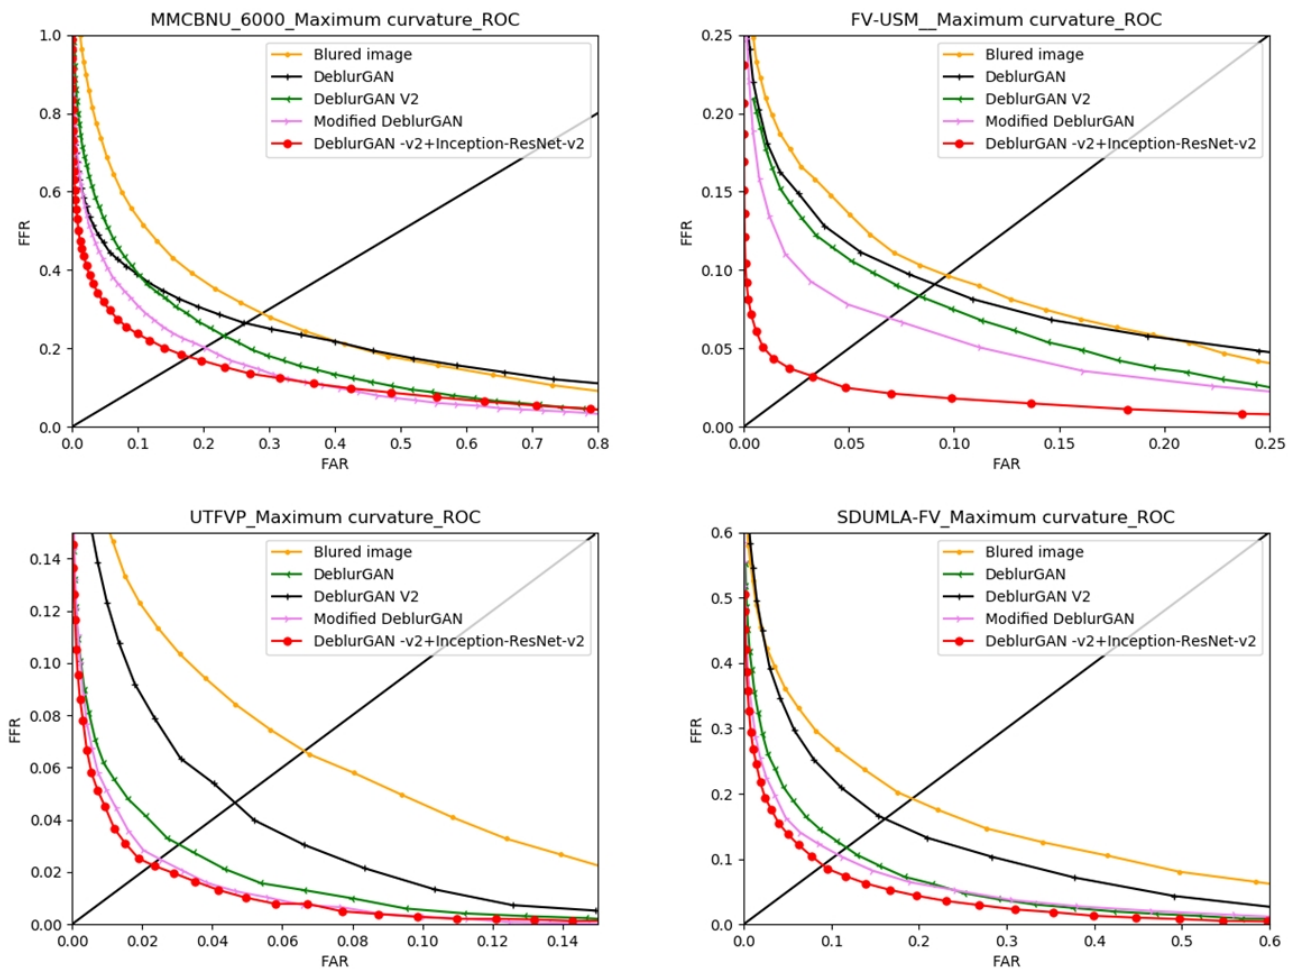 MMCBNU_6000_Maximum curvature_ROC
1.0
0.8
0.6
0.4
0.2
0.0
FFR
Blured image
DeblurGAN
DeblurGAN V2
Modified DeblurGAN
DeblurGAN -v2+Inception-ResNet-v2
0.0 0.1 0.2 0.3 0.4 0.5 0.6 0.7 0.8
FAR
FV-USM__Maximum curvature_ROC
0.25
0.20
0.15
0.10
0.05
0.00
FFR
Blured image
DeblurGAN
DeblurGAN V2
Modified DeblurGAN
DeblurGAN -v2+Inception-ResNet-v2
0.00 0.05 0.10 0.15 0.20 0.25
FAR
UTFVP_Maximum curvature_ROC
0.14
0.12
0.10
0.08
0.06
0.04
0.02
0.00
FFR
Blured image
DeblurGAN
DeblurGAN V2
Modified DeblurGAN
DeblurGAN -v2+Inception-ResNet-v2
0.00 0.02 0.04 0.06 0.08 0.10 0.12 0.14
FAR
SDUMLA-FV_Maximum curvature_ROC
0.6
0.5
0.4
0.3
0.2
0.1
0.0
FFR
Blured image
DeblurGAN
DeblurGAN V2
Modified DeblurGAN
DeblurGAN -v2+Inception-ResNet-v2
0.0 0.1 0.2 0.3 0.4 0.5 0.6
FAR